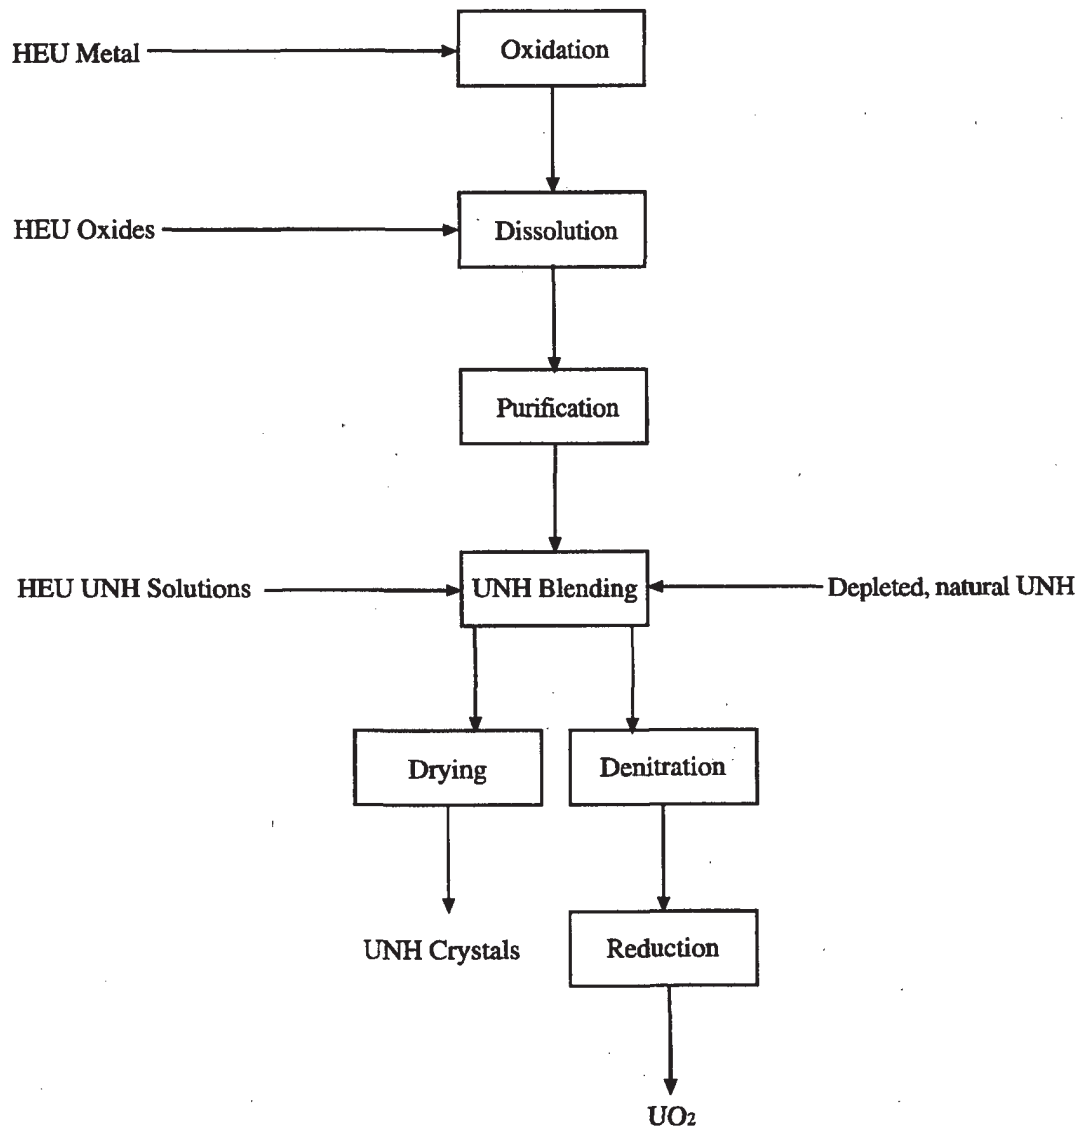 HEU Metal
Oxidation
HEU Oxides
Dissolution
Purification
HEU UNH Solutions
UNH Blending
Depleted, natural UNH
Drying
Denitration
UNH Crystals
Reduction
UO₂